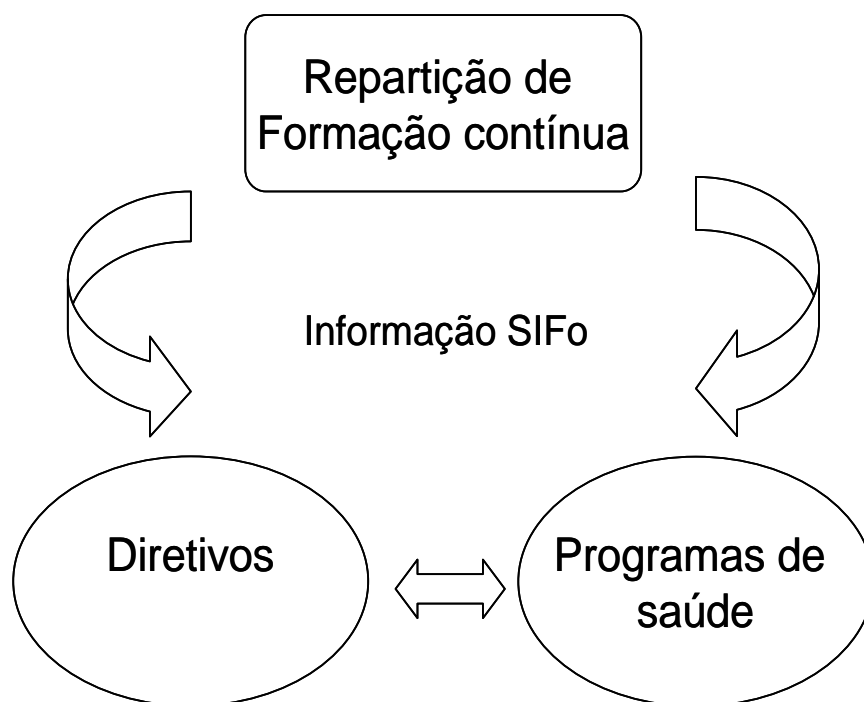 Repartição de
Formação contínua
Informação SIFo
Diretivos
Programas de
saúde